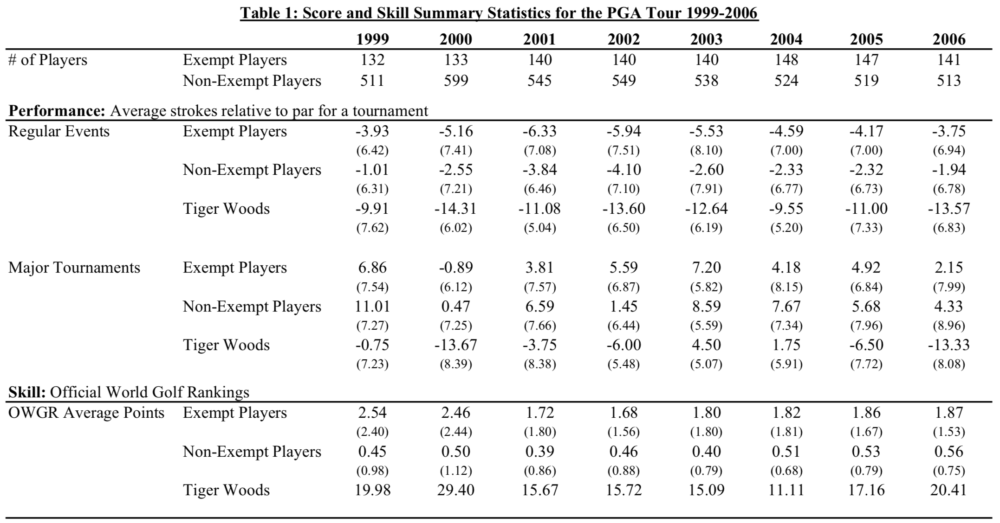 Table 1: Score and Skill Summary Statistics for the PGA Tour 1999-2006
1999 2000 2001 2002 2003 2004 2005 2006
# of Players Exempt Players 132 133 140 140 140 148 147 141
Non-Exempt Players 511 599 545 549 538 524 519 513
Performance: Average strokes relative to par for a tournament
Regular Events Exempt Players -3.93 -5.16 -6.33 -5.94 -5.53 -4.59 -4.17 -3.75
(6.42) (7.41) (7.08) (7.51) (8.10) (7.00) (7.00) (6.94)
Non-Exempt Players -1.01 -2.55 -3.84 -4.10 -2.60 -2.33 -2.32 -1.94
(6.31) (7.21) (6.46) (7.10) (7.91) (6.77) (6.73) (6.78)
Tiger Woods -9.91 -14.31 -11.08 -13.60 -12.64 -9.55 -11.00 -13.57
(7.62) (6.02) (5.04) (6.50) (6.19) (5.20) (7.33) (6.83)
Major Tournaments Exempt Players 6.86 -0.89 3.81 5.59 7.20 4.18 4.92 2.15
(7.54) (6.12) (7.57) (6.87) (5.82) (8.15) (6.84) (7.99)
Non-Exempt Players 11.01 0.47 6.59 1.45 8.59 7.67 5.68 4.33
(7.27) (7.25) (7.66) (6.44) (5.59) (7.34) (7.96) (8.96)
Tiger Woods -0.75 -13.67 -3.75 -6.00 4.50 1.75 -6.50 -13.33
(7.23) (8.39) (8.38) (5.48) (5.07) (5.91) (7.72) (8.08)
Skill: Official World Golf Rankings
OWGR Average Points Exempt Players 2.54 2.46 1.72 1.68 1.80 1.82 1.86 1.87
(2.40) (2.44) (1.80) (1.56) (1.80) (1.81) (1.67) (1.53)
Non-Exempt Players 0.45 0.50 0.39 0.46 0.40 0.51 0.53 0.56
(0.98) (1.12) (0.86) (0.88) (0.79) (0.68) (0.79) (0.75)
Tiger Woods 19.98 29.40 15.67 15.72 15.09 11.11 17.16 20.41